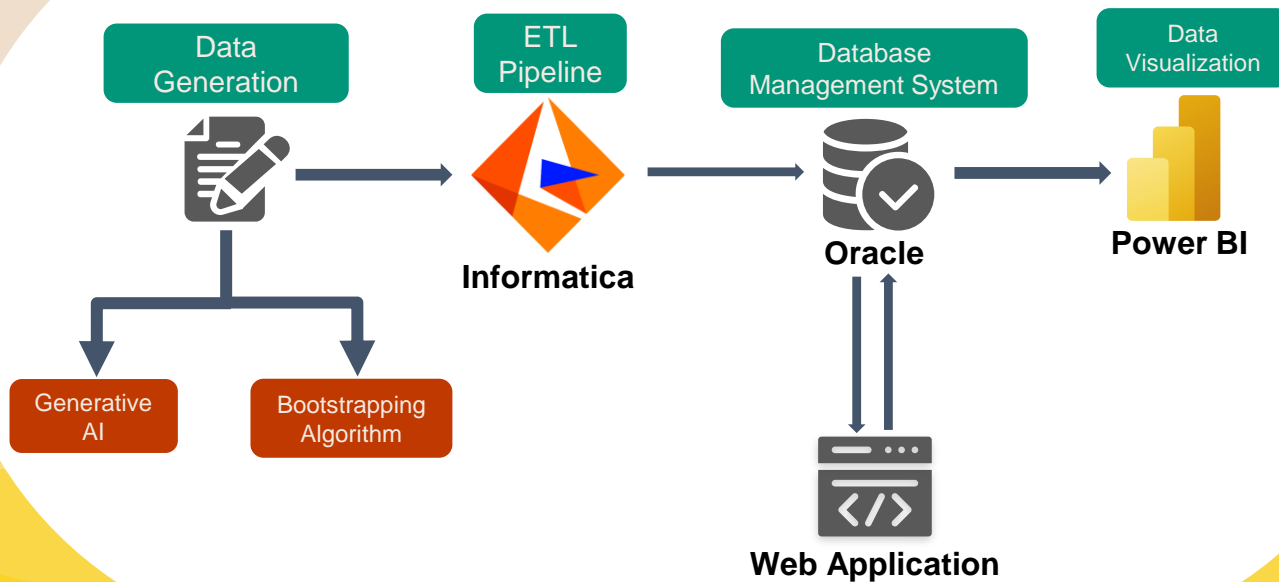 Data
Generation
ETL
Pipeline
Database
Management System
Data
Visualization
Informatica
Oracle
Power BI
Generative
AI
Bootstrapping
Algorithm
</>
Web Application